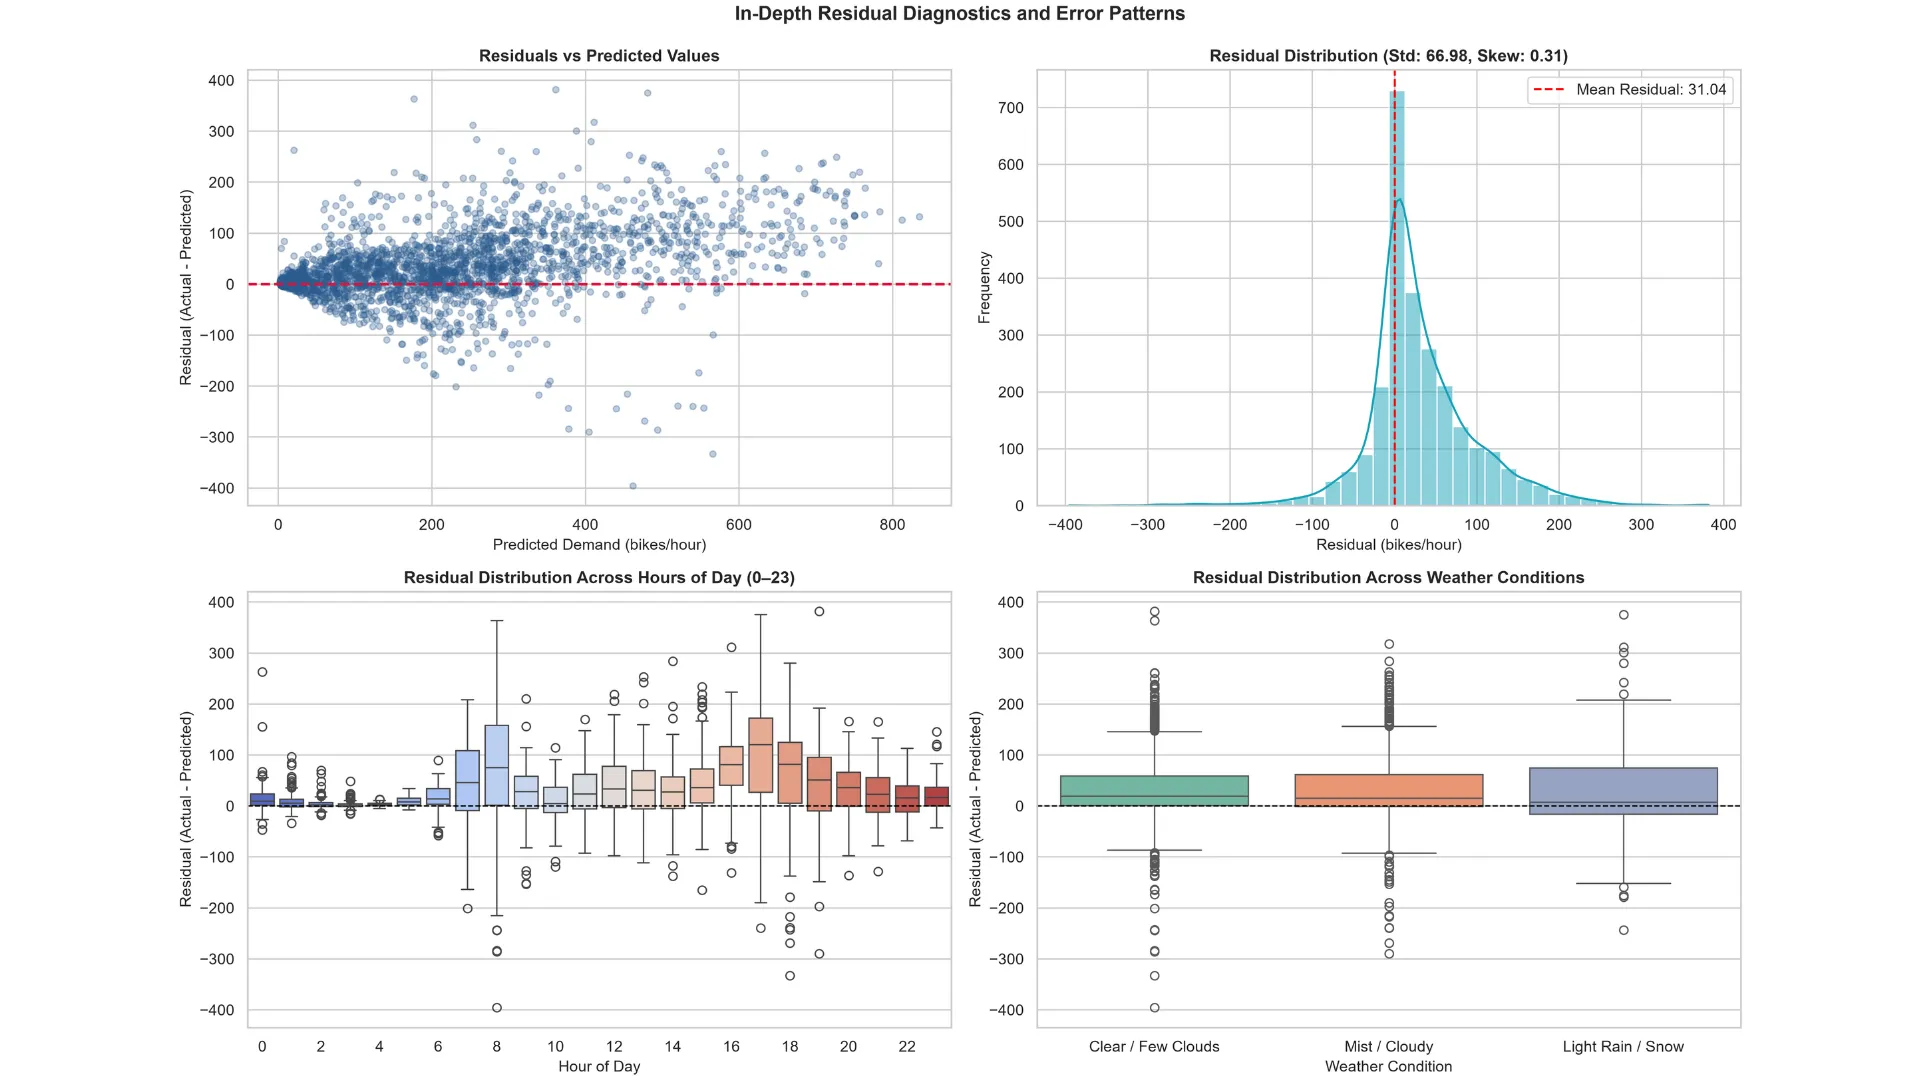 In-Depth Residual Diagnostics and Error Patterns
Residuals vs Predicted Values
400
300
200
100
0
−100
−200
−300
−400
Residual (Actual - Predicted)
0 200 400 600 800
Predicted Demand (bikes/hour)
Residual Distribution (Std: 66.98, Skew: 0.31)
Mean Residual: 31.04
700
600
500
400
300
200
100
0
Frequency
−400 −300 −200 −100 0 100 200 300 400
Residual (bikes/hour)
Residual Distribution Across Hours of Day (0–23)
400
300
200
100
0
−100
−200
−300
−400
Residual (Actual - Predicted)
0 2 4 6 8 10 12 14 16 18 20 22
Hour of Day
Residual Distribution Across Weather Conditions
400
300
200
100
0
−100
−200
−300
−400
Residual (Actual - Predicted)
Clear / Few Clouds Mist / Cloudy Light Rain / Snow
Weather Condition